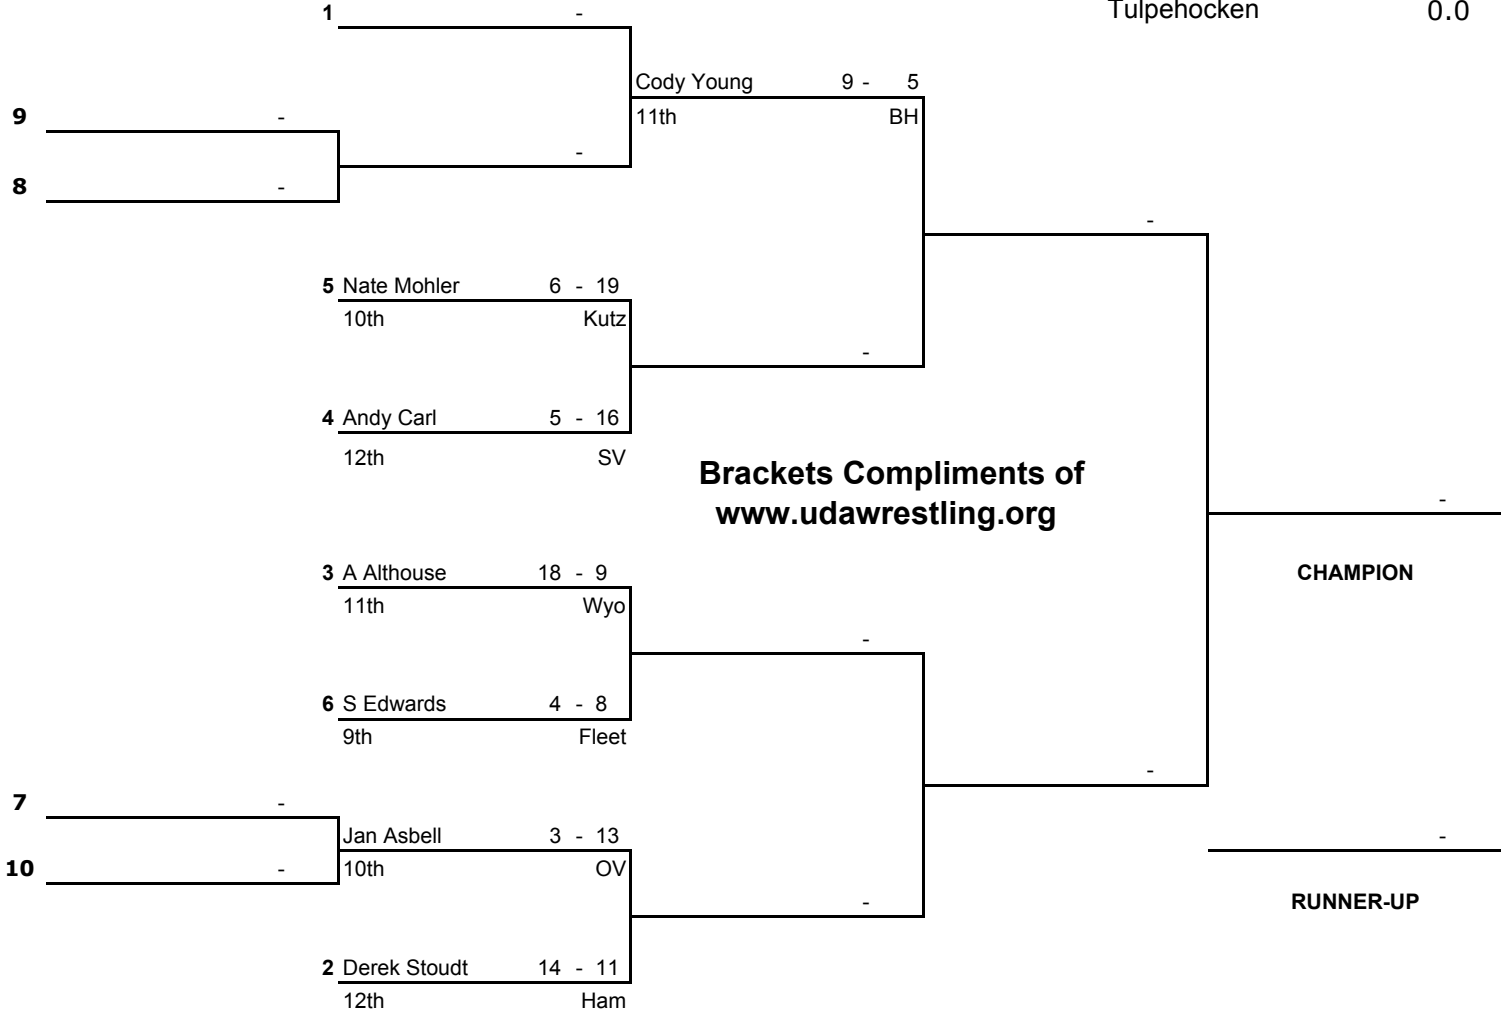 Tulpehocken 0.0
1 -
Cody Young 9 - 5
11th BH
9 -
-
8 -
-
5 Nate Mohler 6 - 19
10th Kutz
-
4 Andy Carl 5 - 16
12th SV
Brackets Compliments of
www.udawrestling.org
-
3 A Althouse 18 - 9
CHAMPION
11th Wyo
-
6 S Edwards 4 - 8
9th Fleet
-
7 -
Jan Asbell 3 - 13
-
10 -
10th OV
-
RUNNER-UP
2 Derek Stoudt 14 - 11
12th Ham